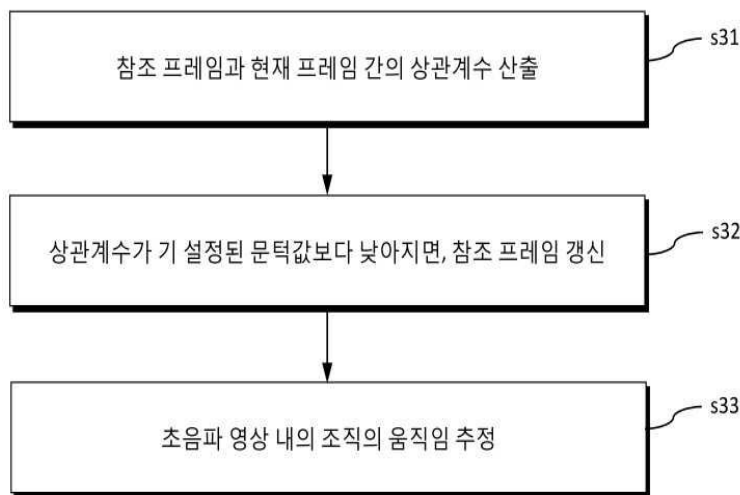 참조 프레임과 현재 프레임 간의 상관계수 산출
s31
상관계수가 기 설정된 문턱값보다 낮아지면, 참조 프레임 갱신
s32
초음파 영상 내의 조직의 움직임 추정
s33